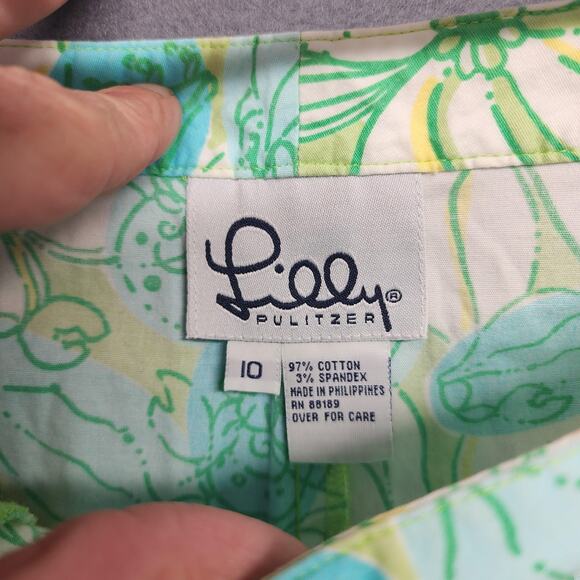 Lilly®
PULITZER
10
97% COTTON
3% SPANDEX
MADE IN PHILIPPINES
RN 88189
OVER FOR CARE